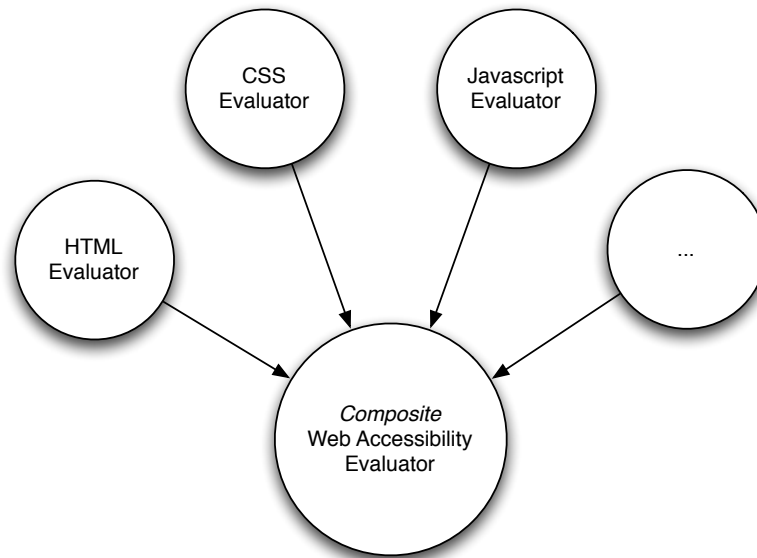 CSS
Evaluator
Javascript
Evaluator
HTML
Evaluator
...
Composite
Web Accessibility
Evaluator